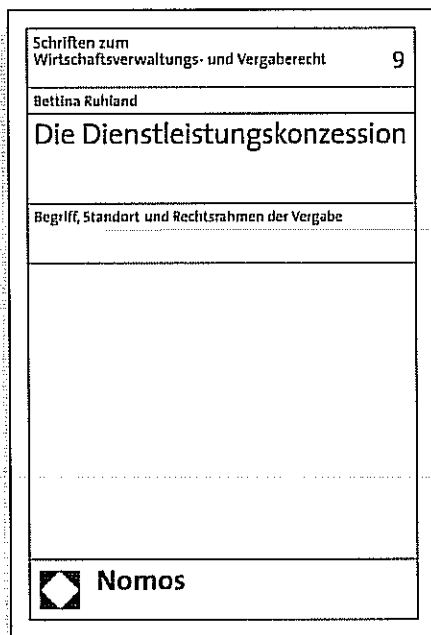 Schriften zum
Wirtschaftsverwaltungs- und Vergaberecht 9
Bettina Ruhland
Die Dienstleistungskonzession
Begriff, Standort und Rechtsrahmen der Vergabe
Nomos